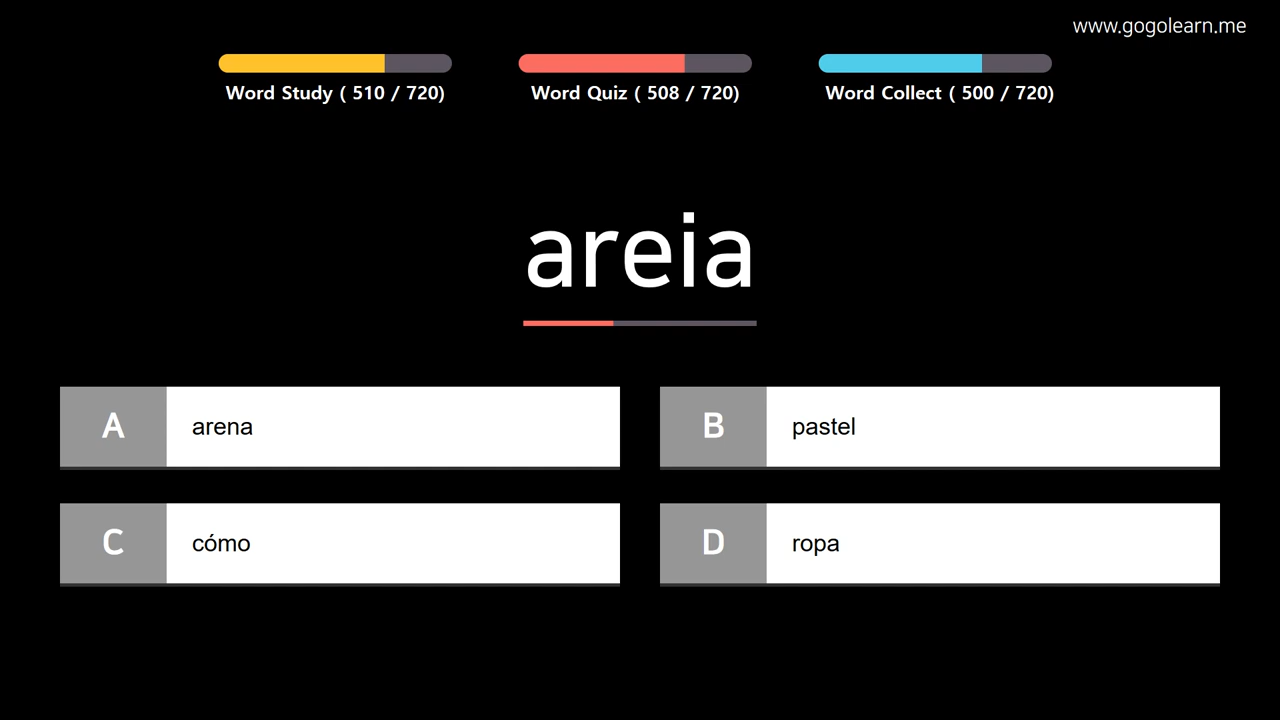 www.gogolearn.me
Word Study ( 510 / 720)
Word Quiz ( 508 / 720)
Word Collect ( 500 / 720)
areia
A arena
B pastel
C cómo
D ropa